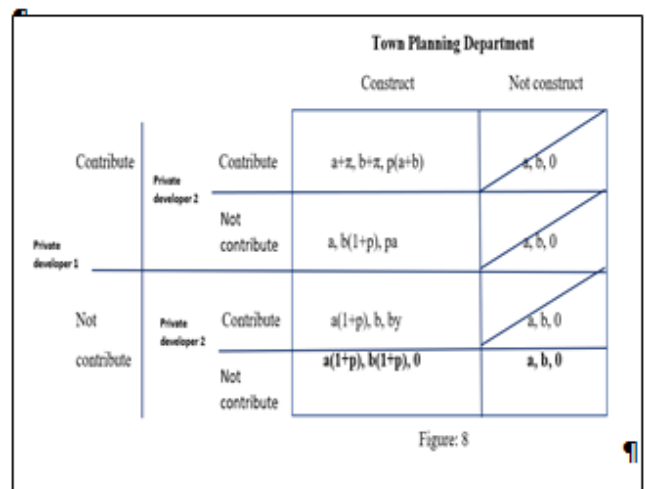 ¶
Town Planning Department
Construct Not construct
Contribute Private developer 2 Contribute a+π, b+π, p(a+b) a, b, 0
Not contribute a, b(1+p), pa a, b, 0
Private developer 1
Not contribute Private developer 2 Contribute a(1+p), b, by a, b, 0
Not contribute a(1+p), b(1+p), 0 a, b, 0
Figure: 8
¶